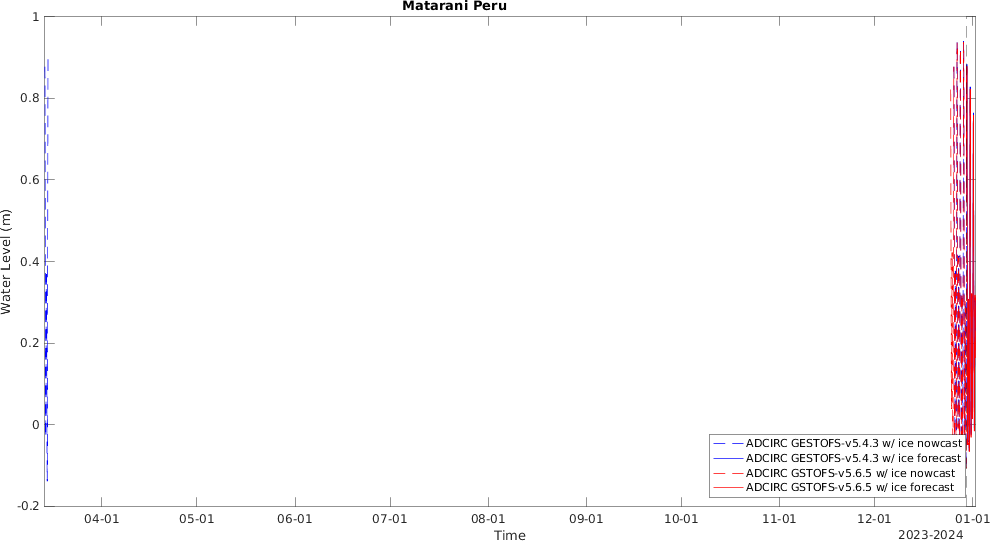 Matarani Peru
1
0.8
0.6
0.4
0.2
0
-0.2
Water Level (m)
ADCIRC GESTOFS-v5.4.3 w/ ice nowcast
ADCIRC GESTOFS-v5.4.3 w/ ice forecast
ADCIRC GSTOFS-v5.6.5 w/ ice nowcast
ADCIRC GSTOFS-v5.6.5 w/ ice forecast
04-01 05-01 06-01 07-01 08-01 09-01 10-01 11-01 12-01 01-01
Time
2023-2024